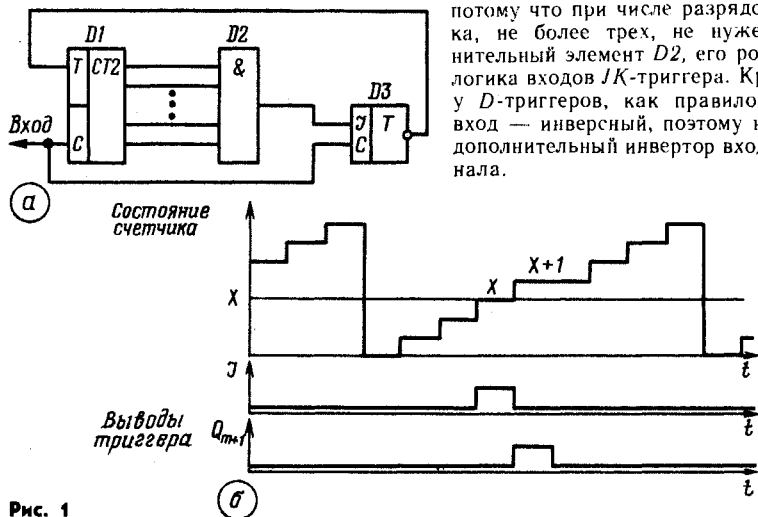 потому что при числе разрядо
ка, не более трех, не нуже
нительный элемент D2, его ро
логика входов JK-триггера. Кр
у D-триггеров, как правило
вход — инверсный, поэтому н
дополнительный инвертор вход
нала.
D1
D2
D3
T
CT2
&
J
T
C
C
Вход
а
Состояние
счетчика
X
X
X+1
t
J
t
Выводы
триггера
Qm+1
t
Рис. 1
б